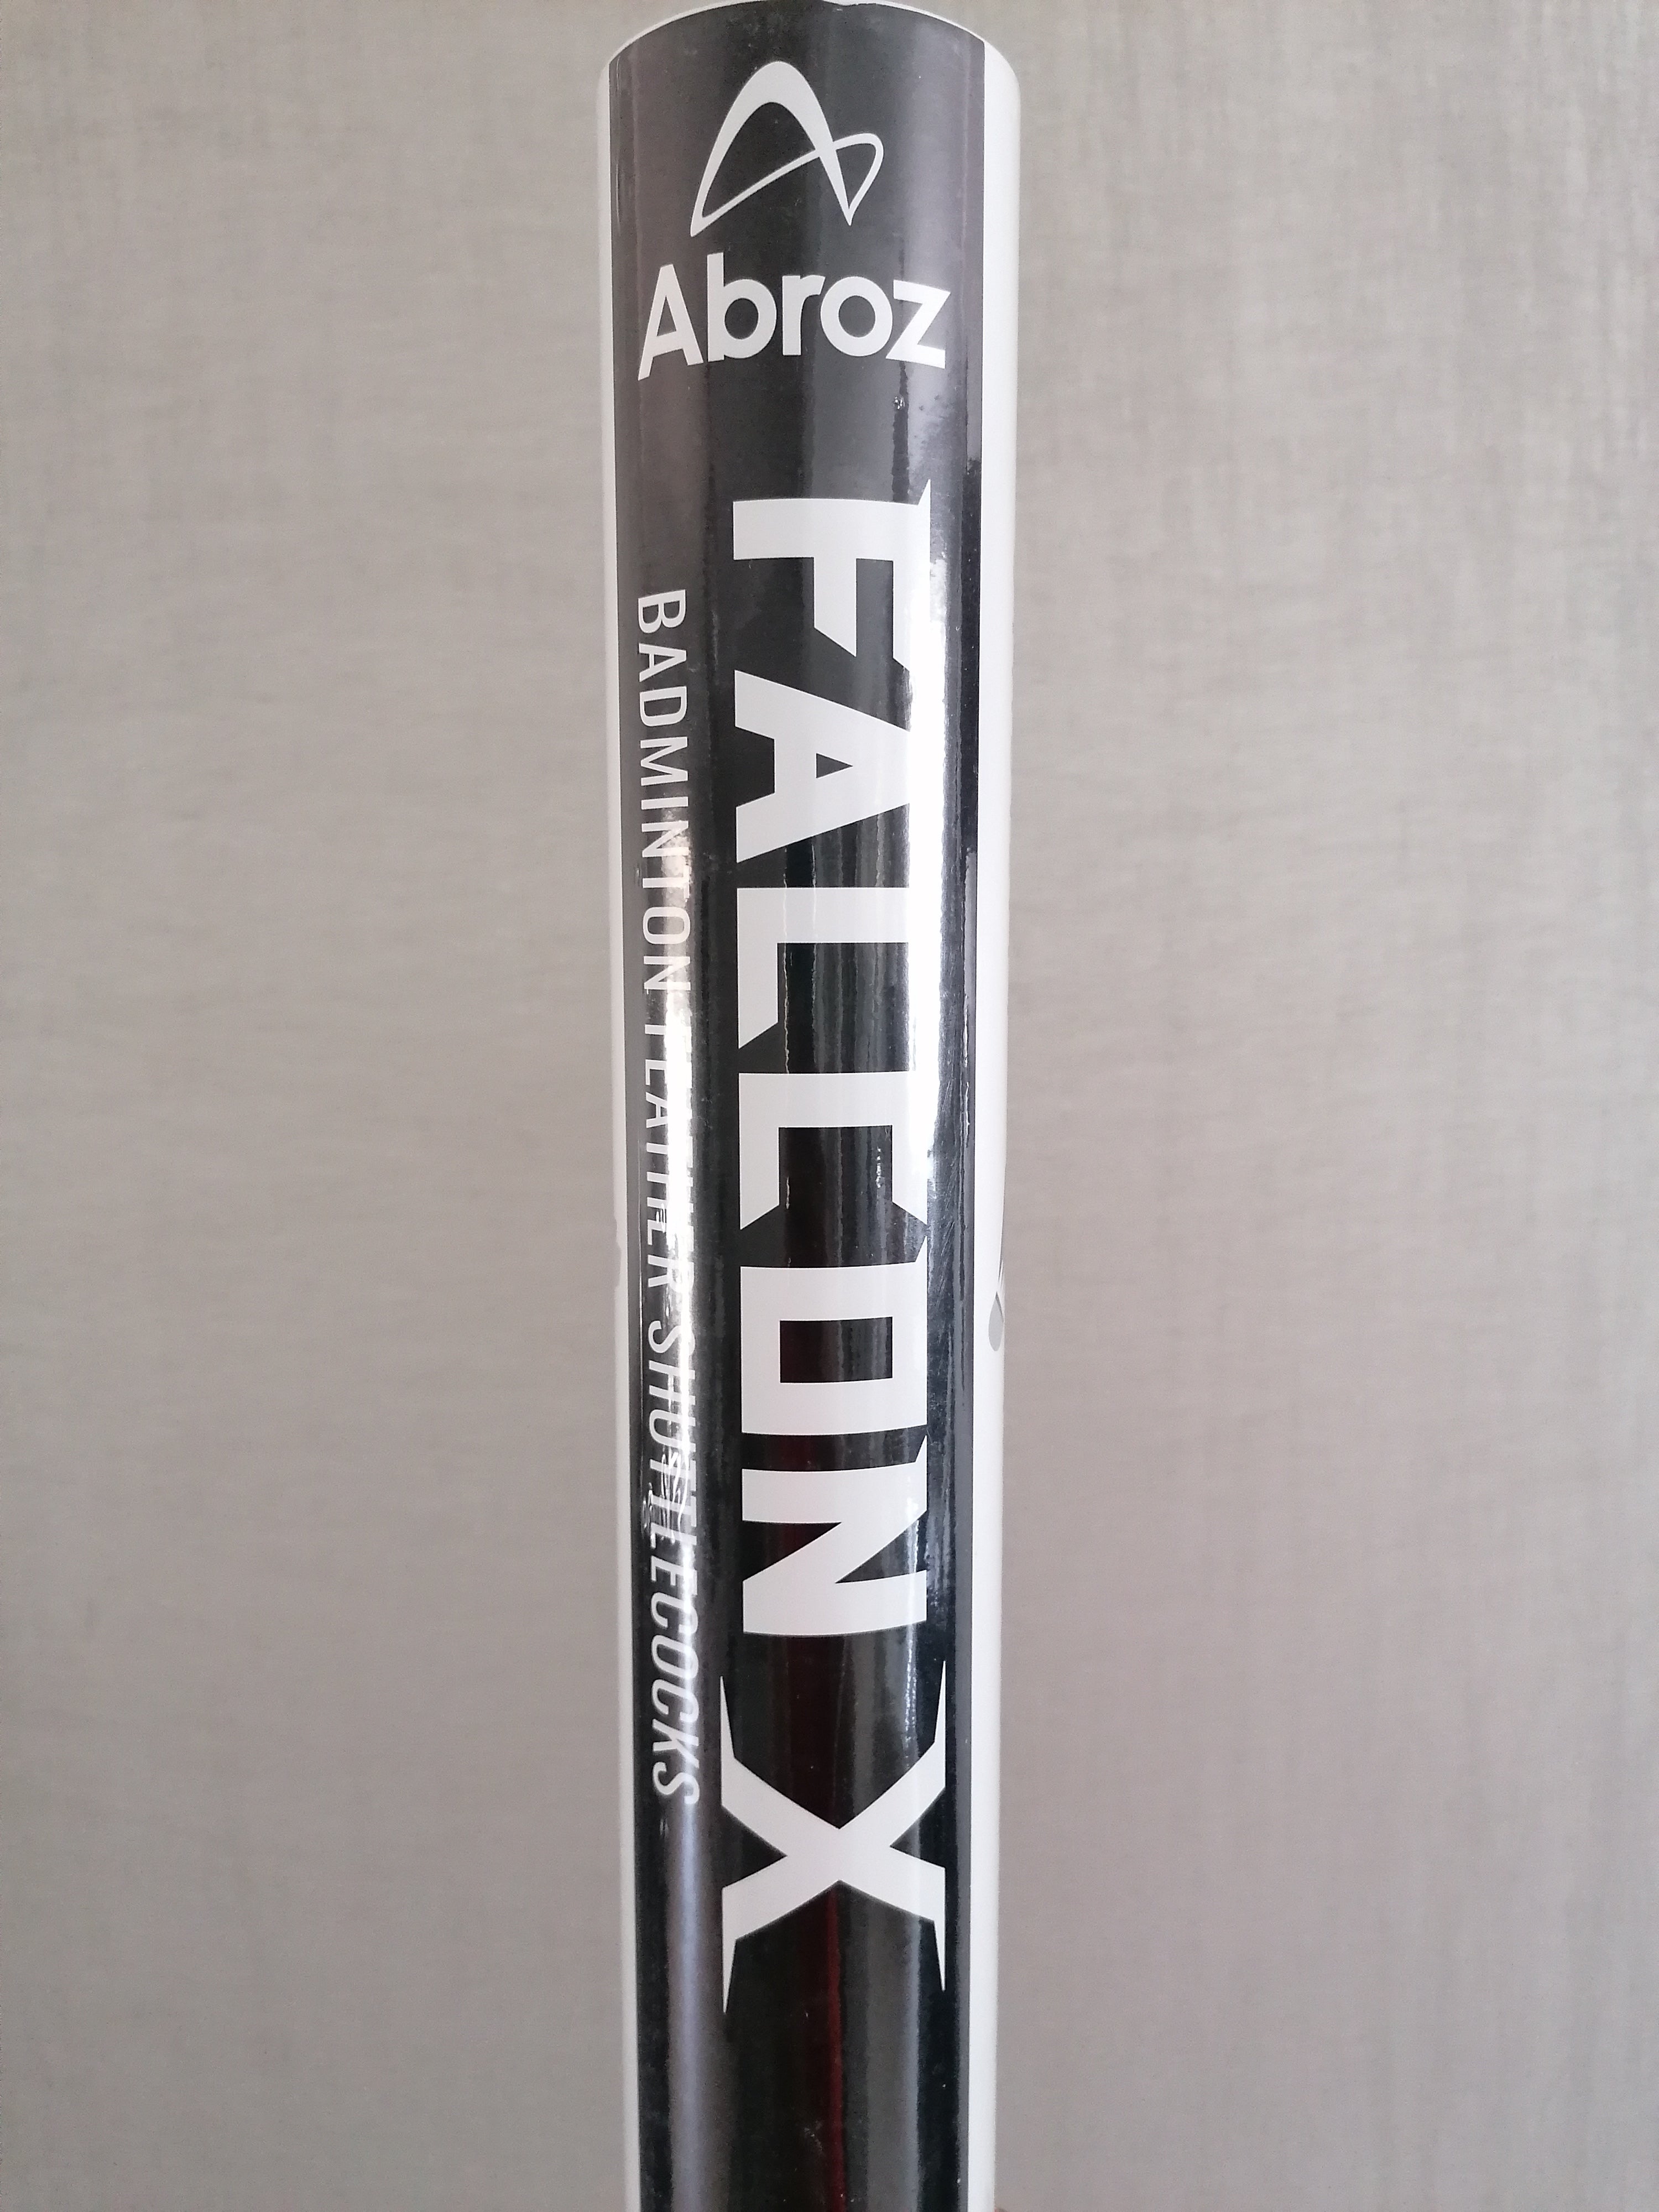 Abroz
FALCON X
BADMINTON FEATHER SHUTTLECOCKS